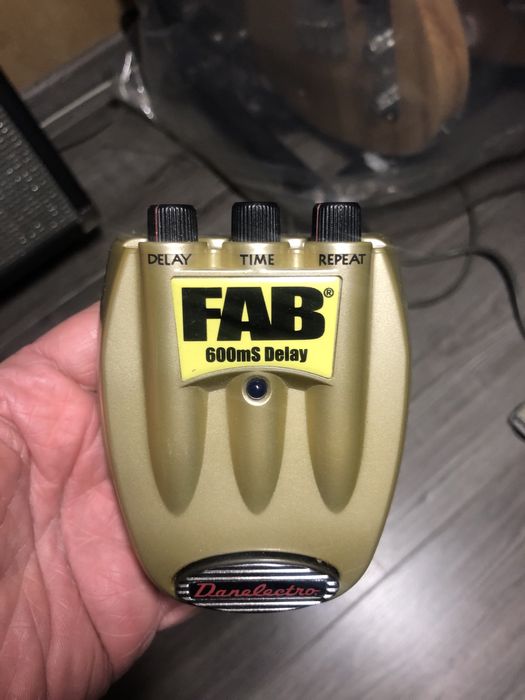 DELAY TIME REPEAT
FAB®
600mS Delay
Danelectro